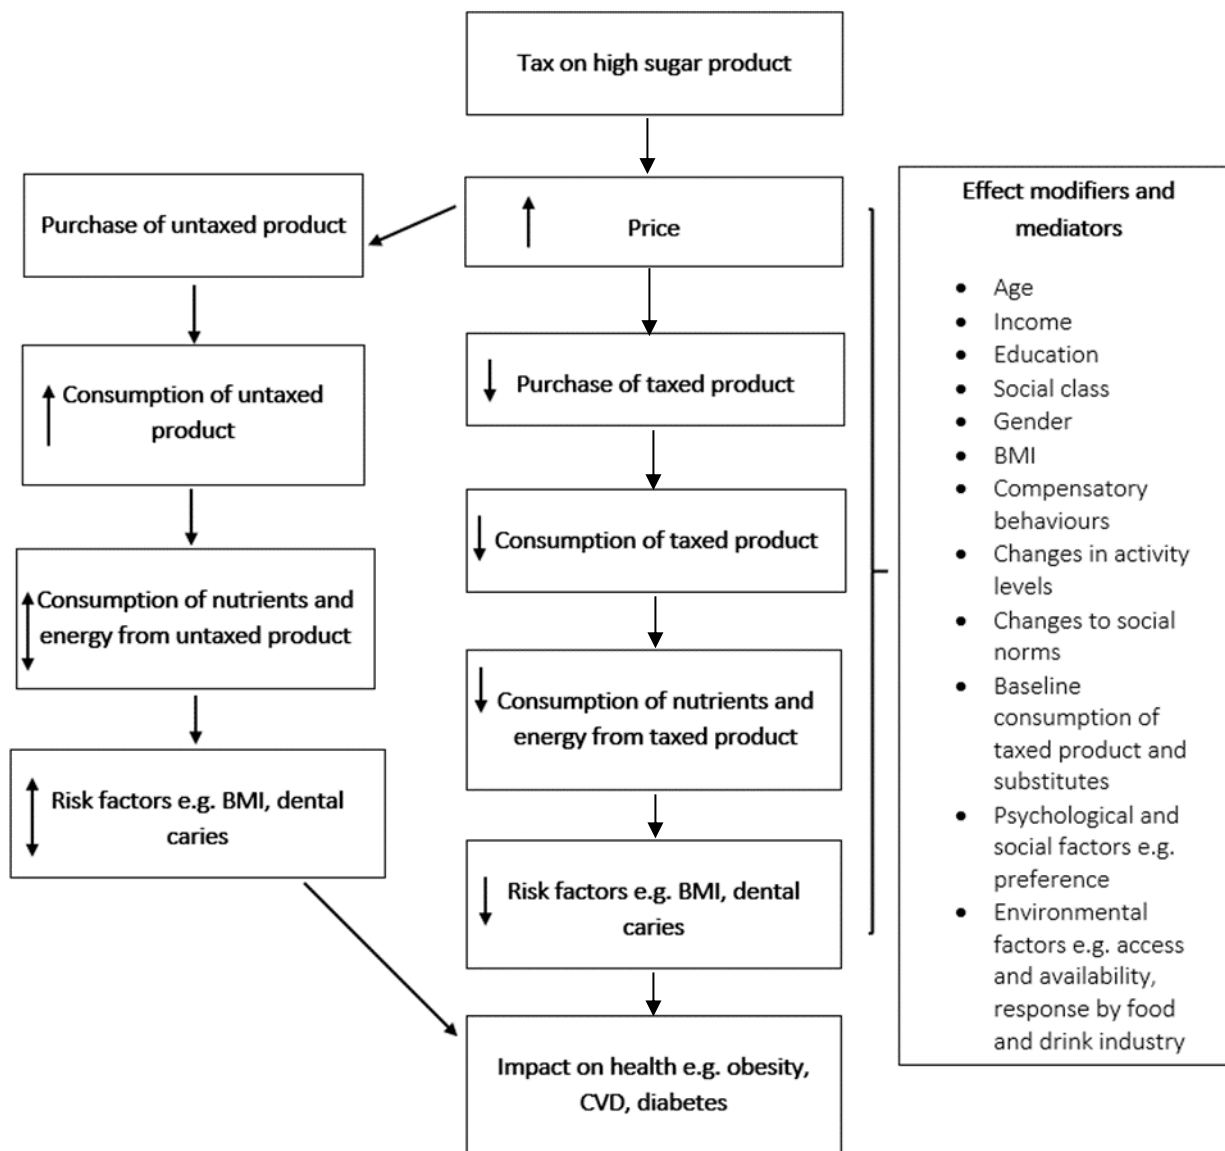 Tax on high sugar product
Price
Purchase of untaxed product
Purchase of taxed product
Consumption of untaxed
product
Consumption of taxed product
Consumption of nutrients and
energy from untaxed product
Consumption of nutrients and
energy from taxed product
Risk factors e.g. BMI, dental
caries
Risk factors e.g. BMI, dental
caries
Impact on health e.g. obesity,
CVD, diabetes
Effect modifiers and
mediators
• Age
• Income
• Education
• Social class
• Gender
• BMI
• Compensatory
behaviours
• Changes in activity
levels
• Changes to social
norms
• Baseline
consumption of
taxed product and
substitutes
• Psychological and
social factors e.g.
preference
• Environmental
factors e.g. access
and availability,
response by food
and drink industry